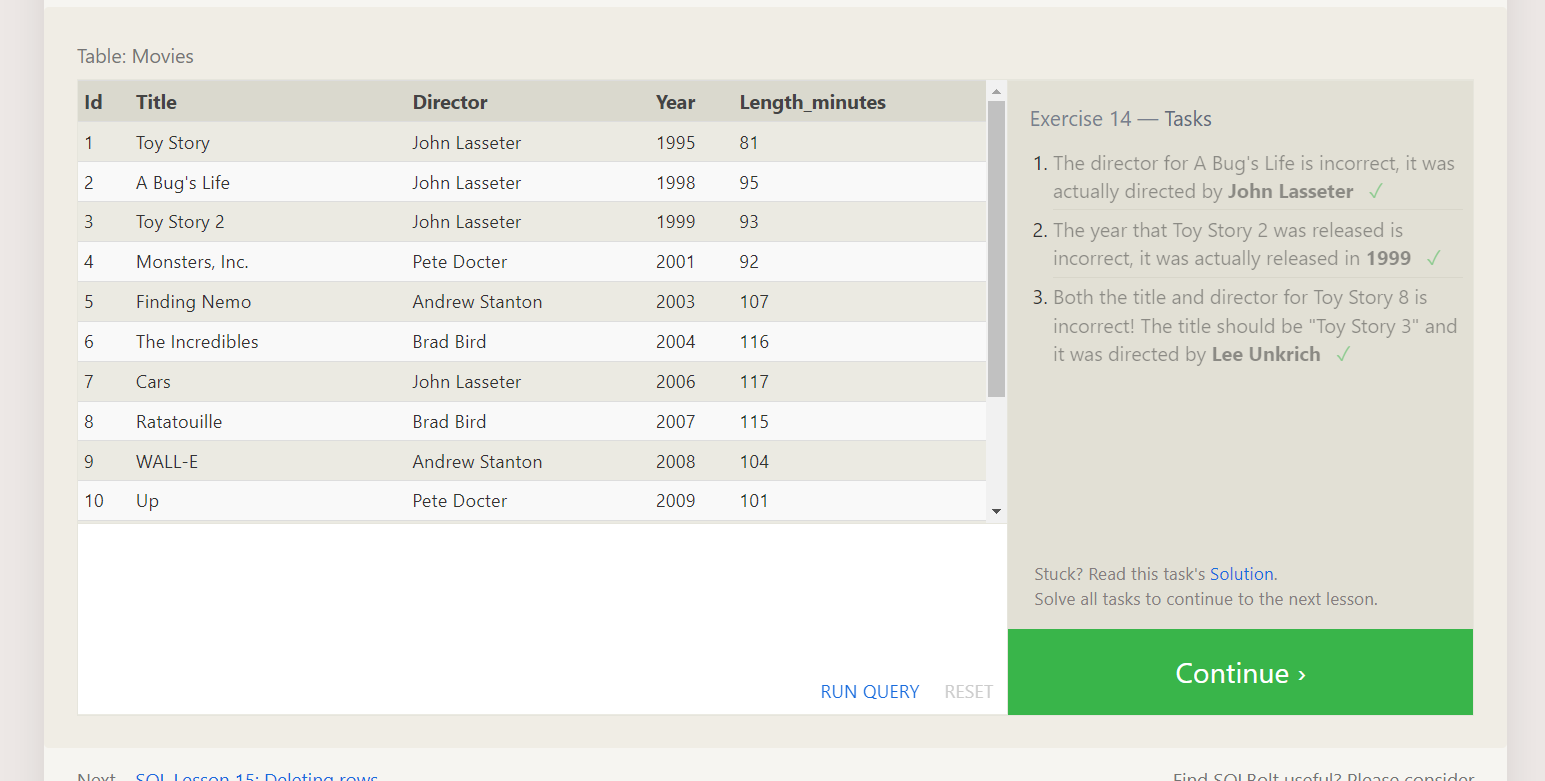 Table: Movies
Id Title Director Year Length_minutes
1 Toy Story John Lasseter 1995 81
2 A Bug's Life John Lasseter 1998 95
3 Toy Story 2 John Lasseter 1999 93
4 Monsters, Inc. Pete Docter 2001 92
5 Finding Nemo Andrew Stanton 2003 107
6 The Incredibles Brad Bird 2004 116
7 Cars John Lasseter 2006 117
8 Ratatouille Brad Bird 2007 115
9 WALL-E Andrew Stanton 2008 104
10 Up Pete Docter 2009 101
RUN QUERY RESET
Exercise 14 — Tasks
1. The director for A Bug's Life is incorrect, it was
actually directed by John Lasseter ✓
2. The year that Toy Story 2 was released is
incorrect, it was actually released in 1999 ✓
3. Both the title and director for Toy Story 8 is
incorrect! The title should be "Toy Story 3" and
it was directed by Lee Unkrich ✓
Stuck? Read this task's Solution.
Solve all tasks to continue to the next lesson.
Continue ›
Next – SQL Lesson 15: Deleting rows
Find SQLBolt useful? Please consider